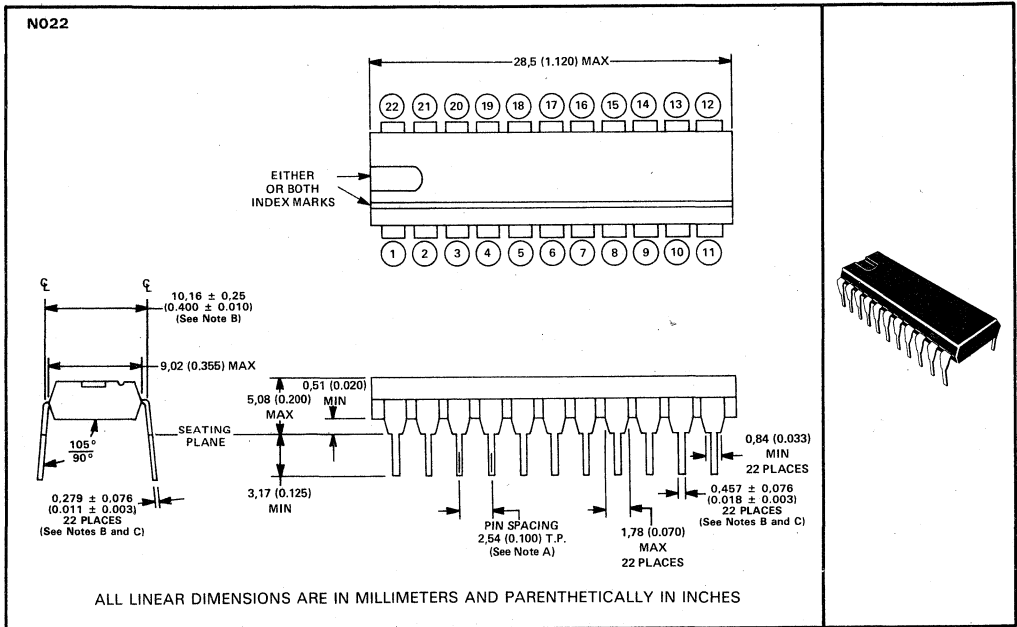 N022
28,5 (1.120) MAX
22 21 20 19 18 17 16 15 14 13 12
EITHER
OR BOTH
INDEX MARKS
1 2 3 4 5 6 7 8 9 10 11
℄ ℄
10,16 ± 0,25
(0.400 ± 0.010)
(See Note B)
9,02 (0.355) MAX
105°
90°
0,279 ± 0,076
(0.011 ± 0.003)
22 PLACES
(See Notes B and C)
5,08 (0.200)
MAX
0,51 (0.020)
MIN
SEATING
PLANE
3,17 (0.125)
MIN
PIN SPACING
2,54 (0.100) T.P.
(See Note A)
1,78 (0.070)
MAX
22 PLACES
0,84 (0.033)
MIN
22 PLACES
0,457 ± 0,076
(0.018 ± 0.003)
22 PLACES
(See Notes B and C)
ALL LINEAR DIMENSIONS ARE IN MILLIMETERS AND PARENTHETICALLY IN INCHES